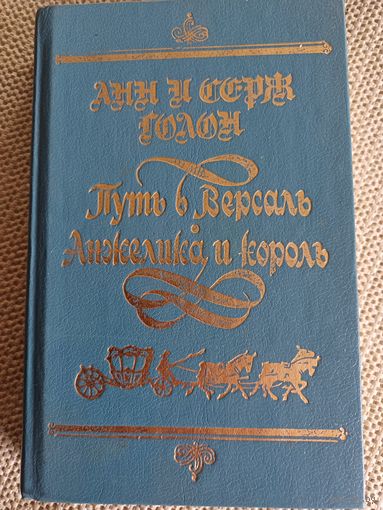 АНН И СЕРЖ
ГОЛОН
Путь в Версаль
Анжелика и король